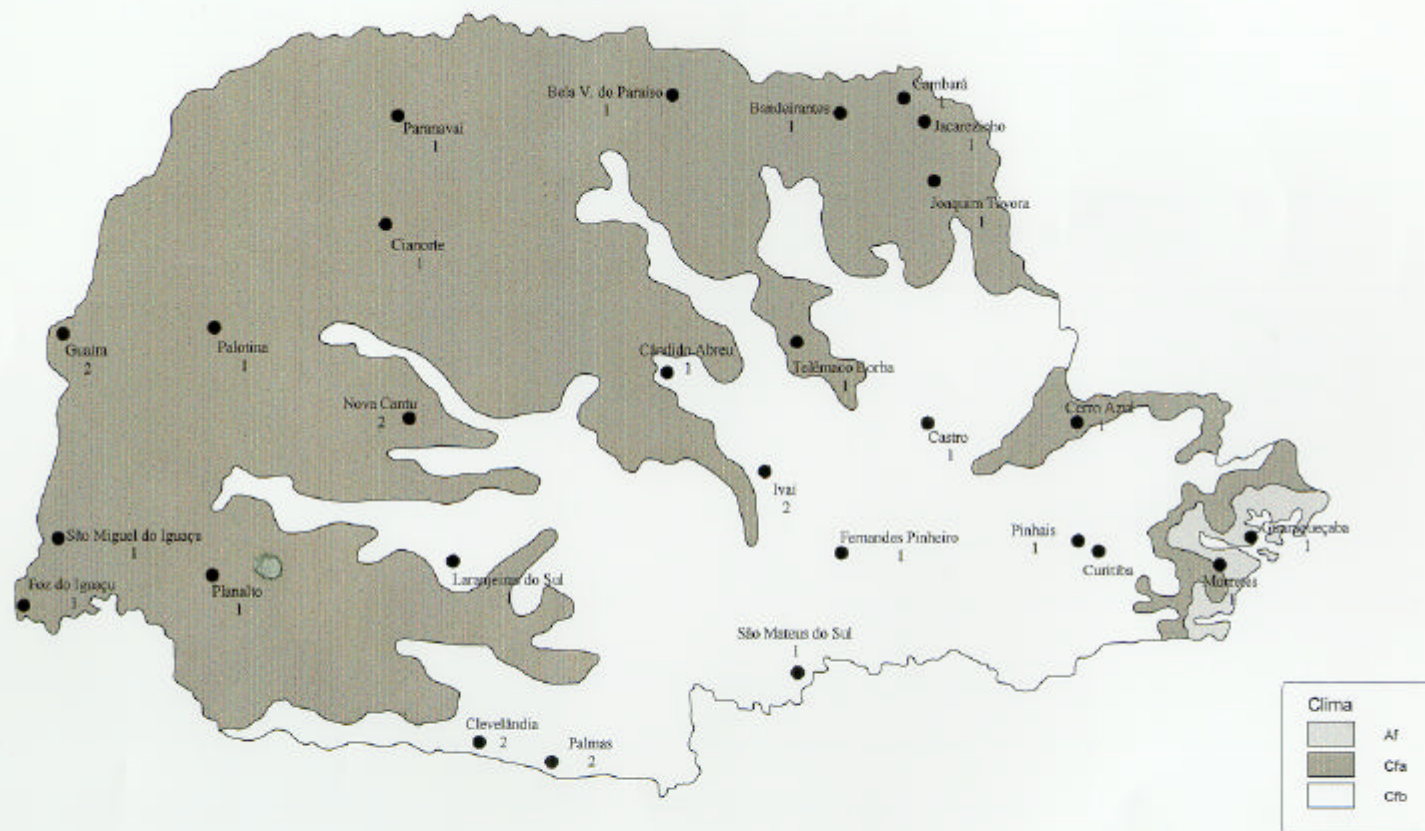 Bela V. do Paraíso
1
Bandeirantes
1
Cambará
1
Jacarezinho
1
Paranavaí
1
Joaquim Távora
1
Cianorte
1
Guaíra
2
Palotina
1
Cândido Abreu
1
Telêmaco Borba
1
Nova Cantu
2
Cerro Azul
1
Castro
1
Ivaí
2
São Miguel do Iguaçu
1
Fernandes Pinheiro
1
Pinhais
1
Guaraqueçaba
1
Curitiba
Foz do Iguaçu
Planalto
1
Laranjeiras do Sul
1
Morretes
1
São Mateus do Sul
1
Clevelândia
2
Palmas
2
Clima
Af
Cfa
Cfb